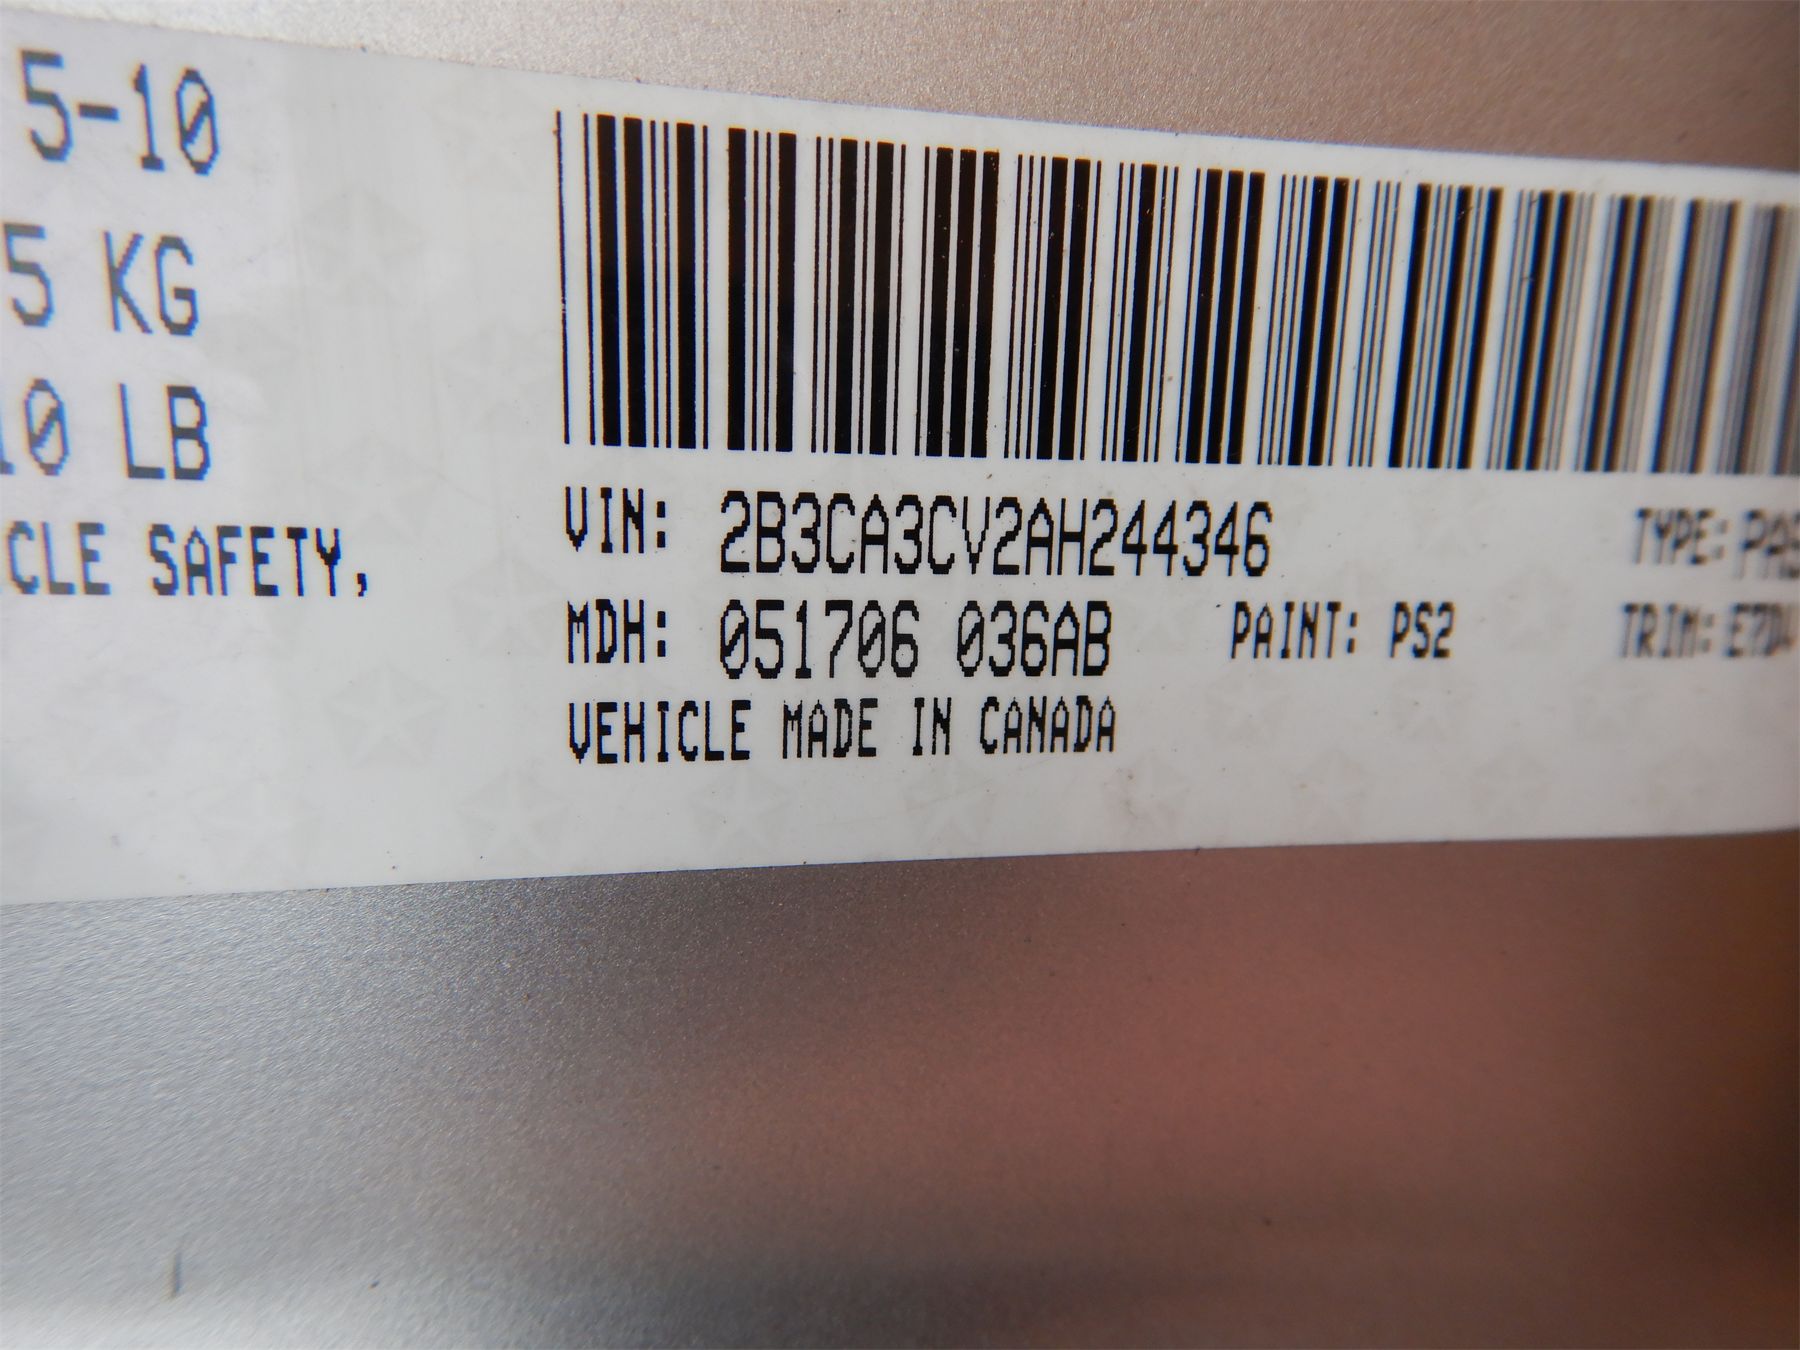 5-10
5 KG
10 LB
CLE SAFETY,
VIN: 2B3CA3CV2AH244346
TYPE: PAS
MDH: 051706 036AB
PAINT: PS2
TRIM:
VEHICLE MADE IN CANADA